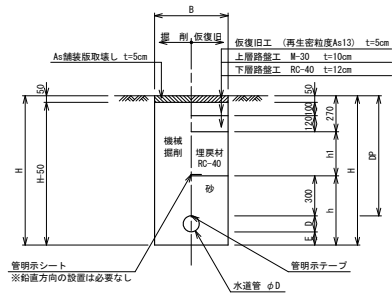 B
掘 削
仮復旧
As舗装版取壊し t=5cm
仮復旧工 (再生密粒度As13) t=5cm
上層路盤工 M-30 t=10cm
下層路盤工 RC-40 t=12cm
50
50
100
120
270
H
H-50
機械
掘削
埋戻材
RC-40
砂
h1
300
h
D
E
H
DP
管明示シート
※鉛直方向の設置は必要なし
管明示テープ
水道管 φD